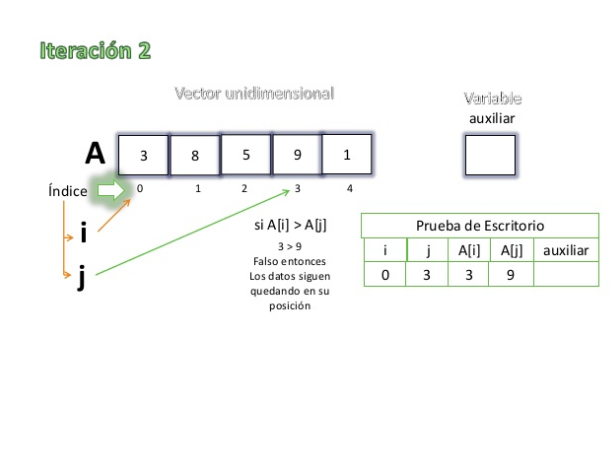 Iteración 2
Vector unidimensional
Variable
auxiliar
A 3 8 5 9 1
Índice 0 1 2 3 4
i
j
si A[i] > A[j]
3 > 9
Falso entonces
Los datos siguen
quedando en su
posición
Prueba de Escritorio
i j A[i] A[j] auxiliar
0 3 3 9